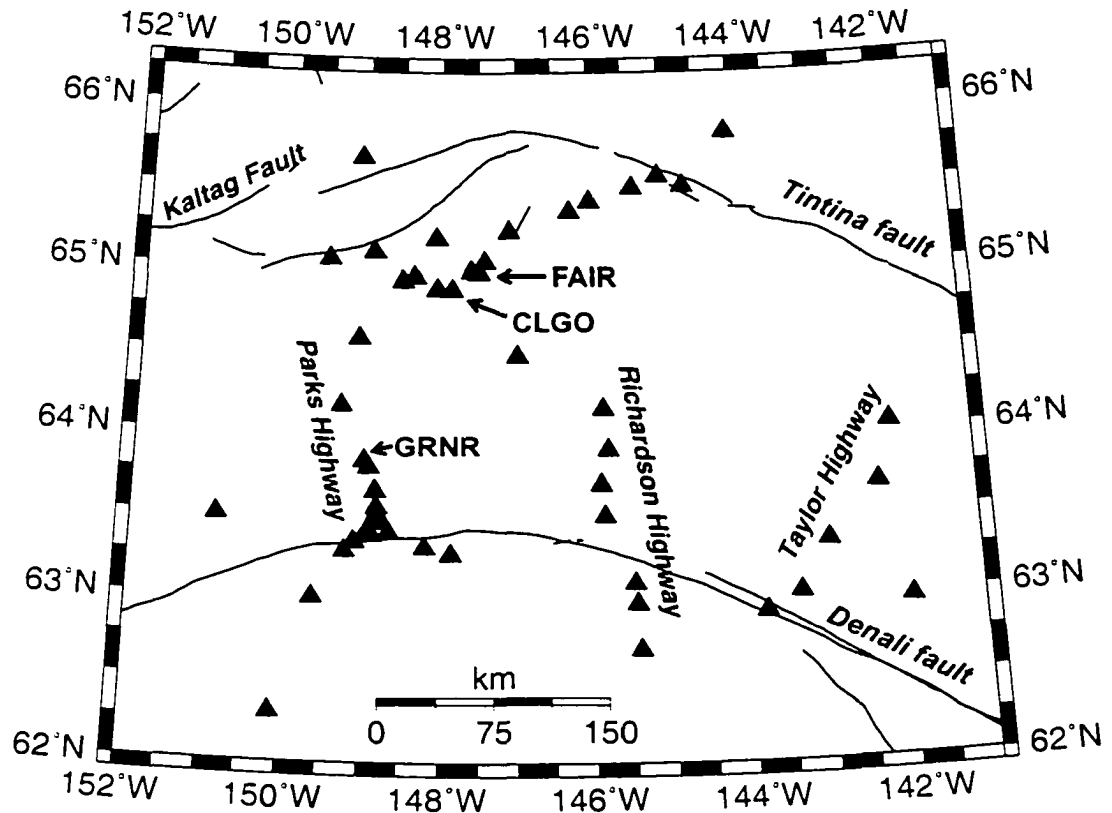 152˚W 150˚W 148˚W 146˚W 144˚W 142˚W
66˚N 66˚N
Kaltag Fault
Tintina fault
65˚N 65˚N
FAIR
CLGO
Parks Highway
Richardson Highway
Taylor Highway
64˚N 64˚N
GRNR
63˚N 63˚N
Denali fault
km
0 75 150
62˚N 62˚N
152˚W 150˚W 148˚W 146˚W 144˚W 142˚W